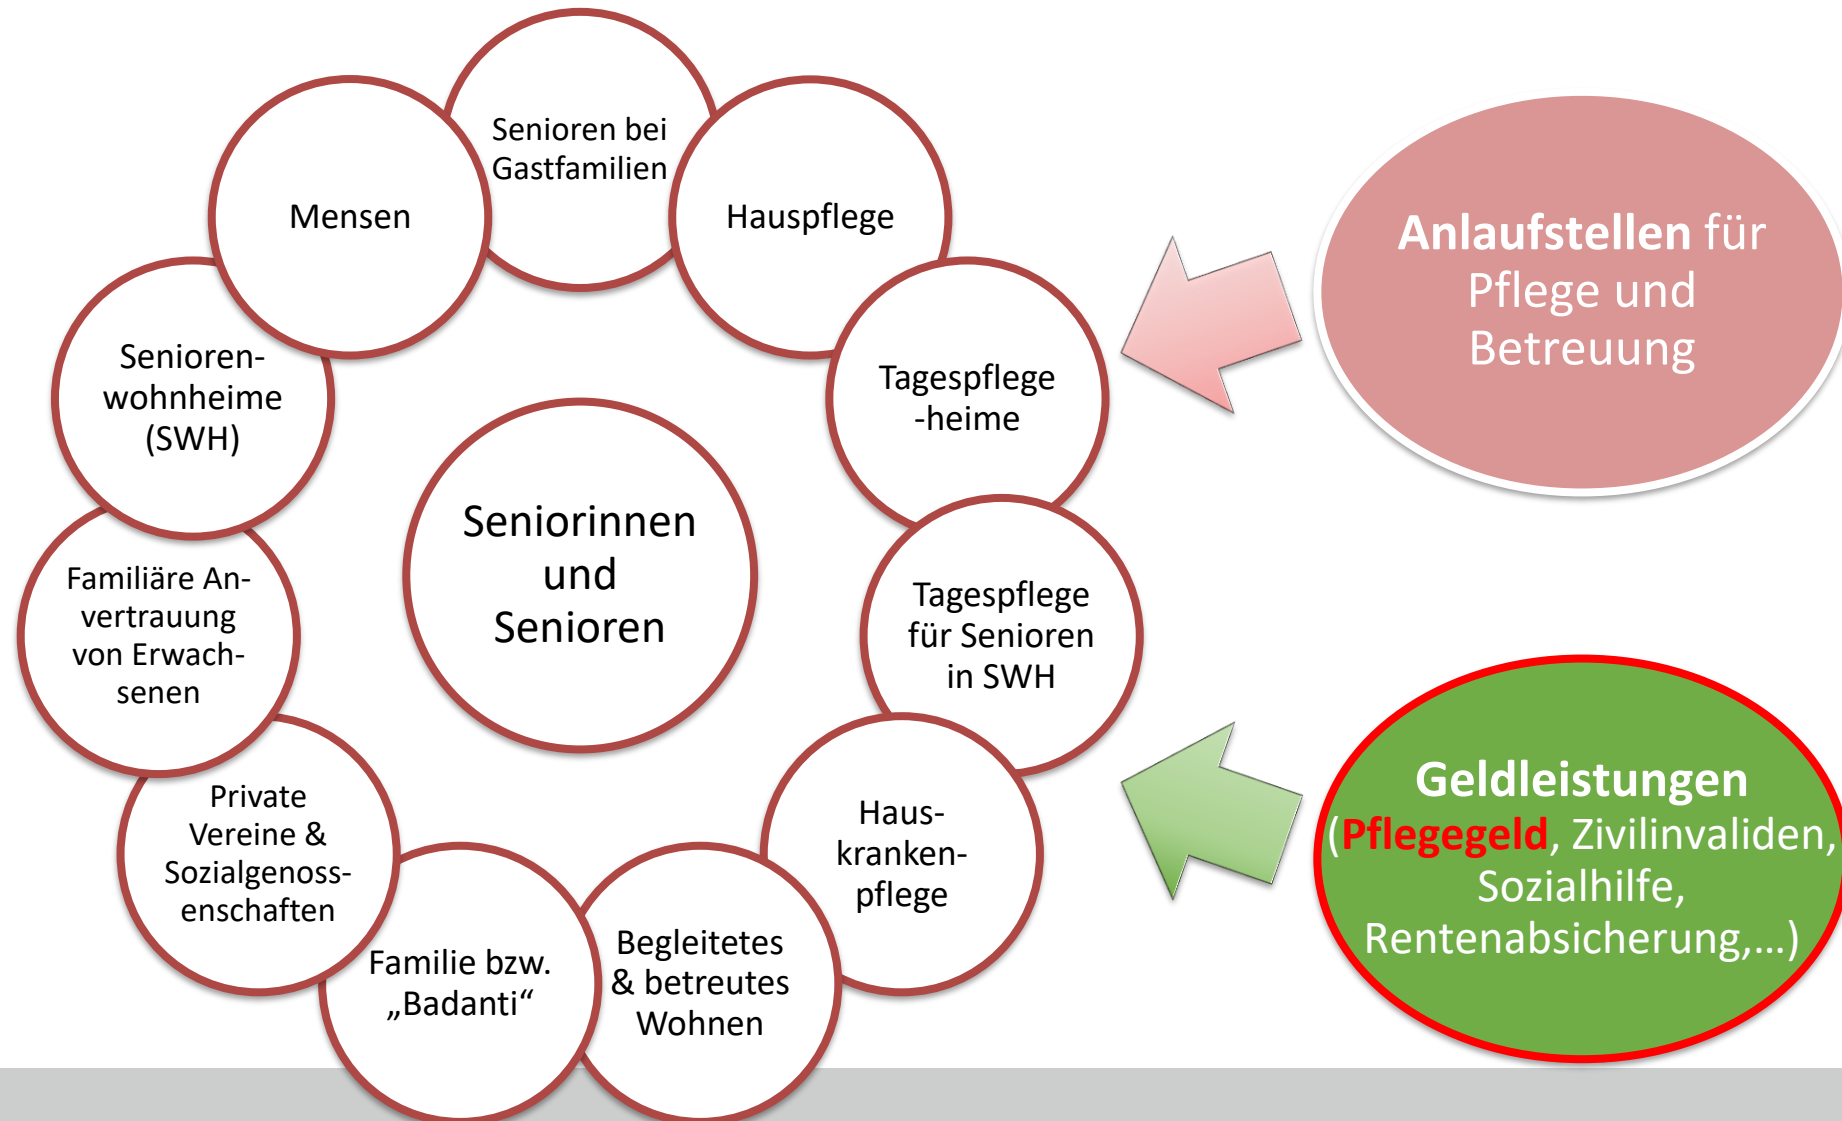 Senioren bei
Gastfamilien
Hauspflege
Tagespflege
-heime
Tagespflege
für Senioren
in SWH
Haus-
kranken-
pflege
Begleitetes
& betreutes
Wohnen
Familie bzw.
„Badanti“
Private
Vereine &
Sozialgenoss-
enschaften
Familiäre An-
vertrauung
von Erwach-
senen
Senioren-
wohnheime
(SWH)
Mensen
Seniorinnen
und
Senioren
Anlaufstellen für
Pflege und
Betreuung
Geldleistungen
(Pflegegeld, Zivilinvaliden,
Sozialhilfe,
Rentenabsicherung,...)